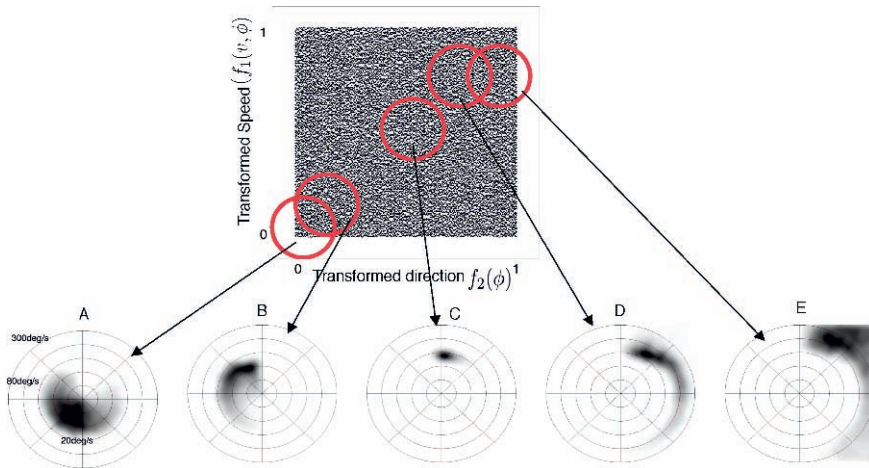 1
Transformed Speed (f₁(v, ϕ)
0
0 Transformed direction f₂(ϕ) 1
A B C D E
300deg/s
80deg/s
20deg/s